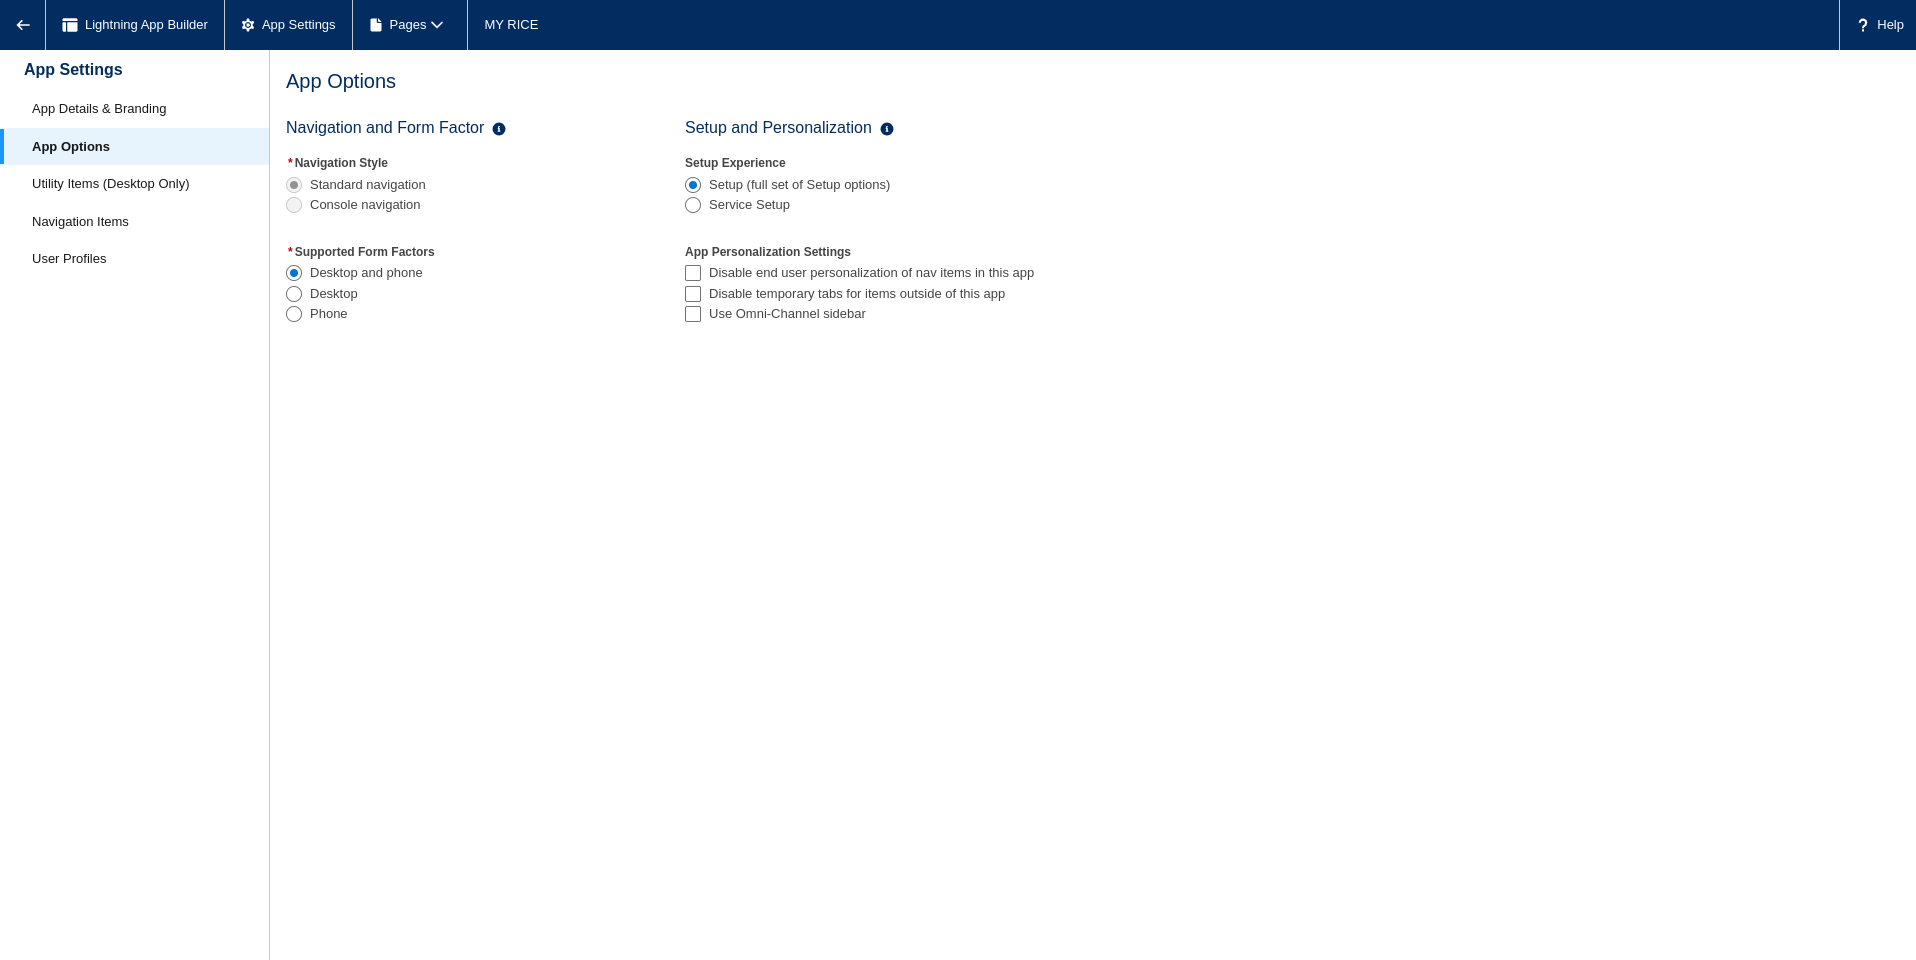 Lightning App Builder
App Settings
Pages
MY RICE
Help
App Settings
App Details & Branding
App Options
Utility Items (Desktop Only)
Navigation Items
User Profiles
App Options
Navigation and Form Factor
*Navigation Style
Standard navigation
Console navigation
*Supported Form Factors
Desktop and phone
Desktop
Phone
Setup and Personalization
Setup Experience
Setup (full set of Setup options)
Service Setup
App Personalization Settings
Disable end user personalization of nav items in this app
Disable temporary tabs for items outside of this app
Use Omni-Channel sidebar